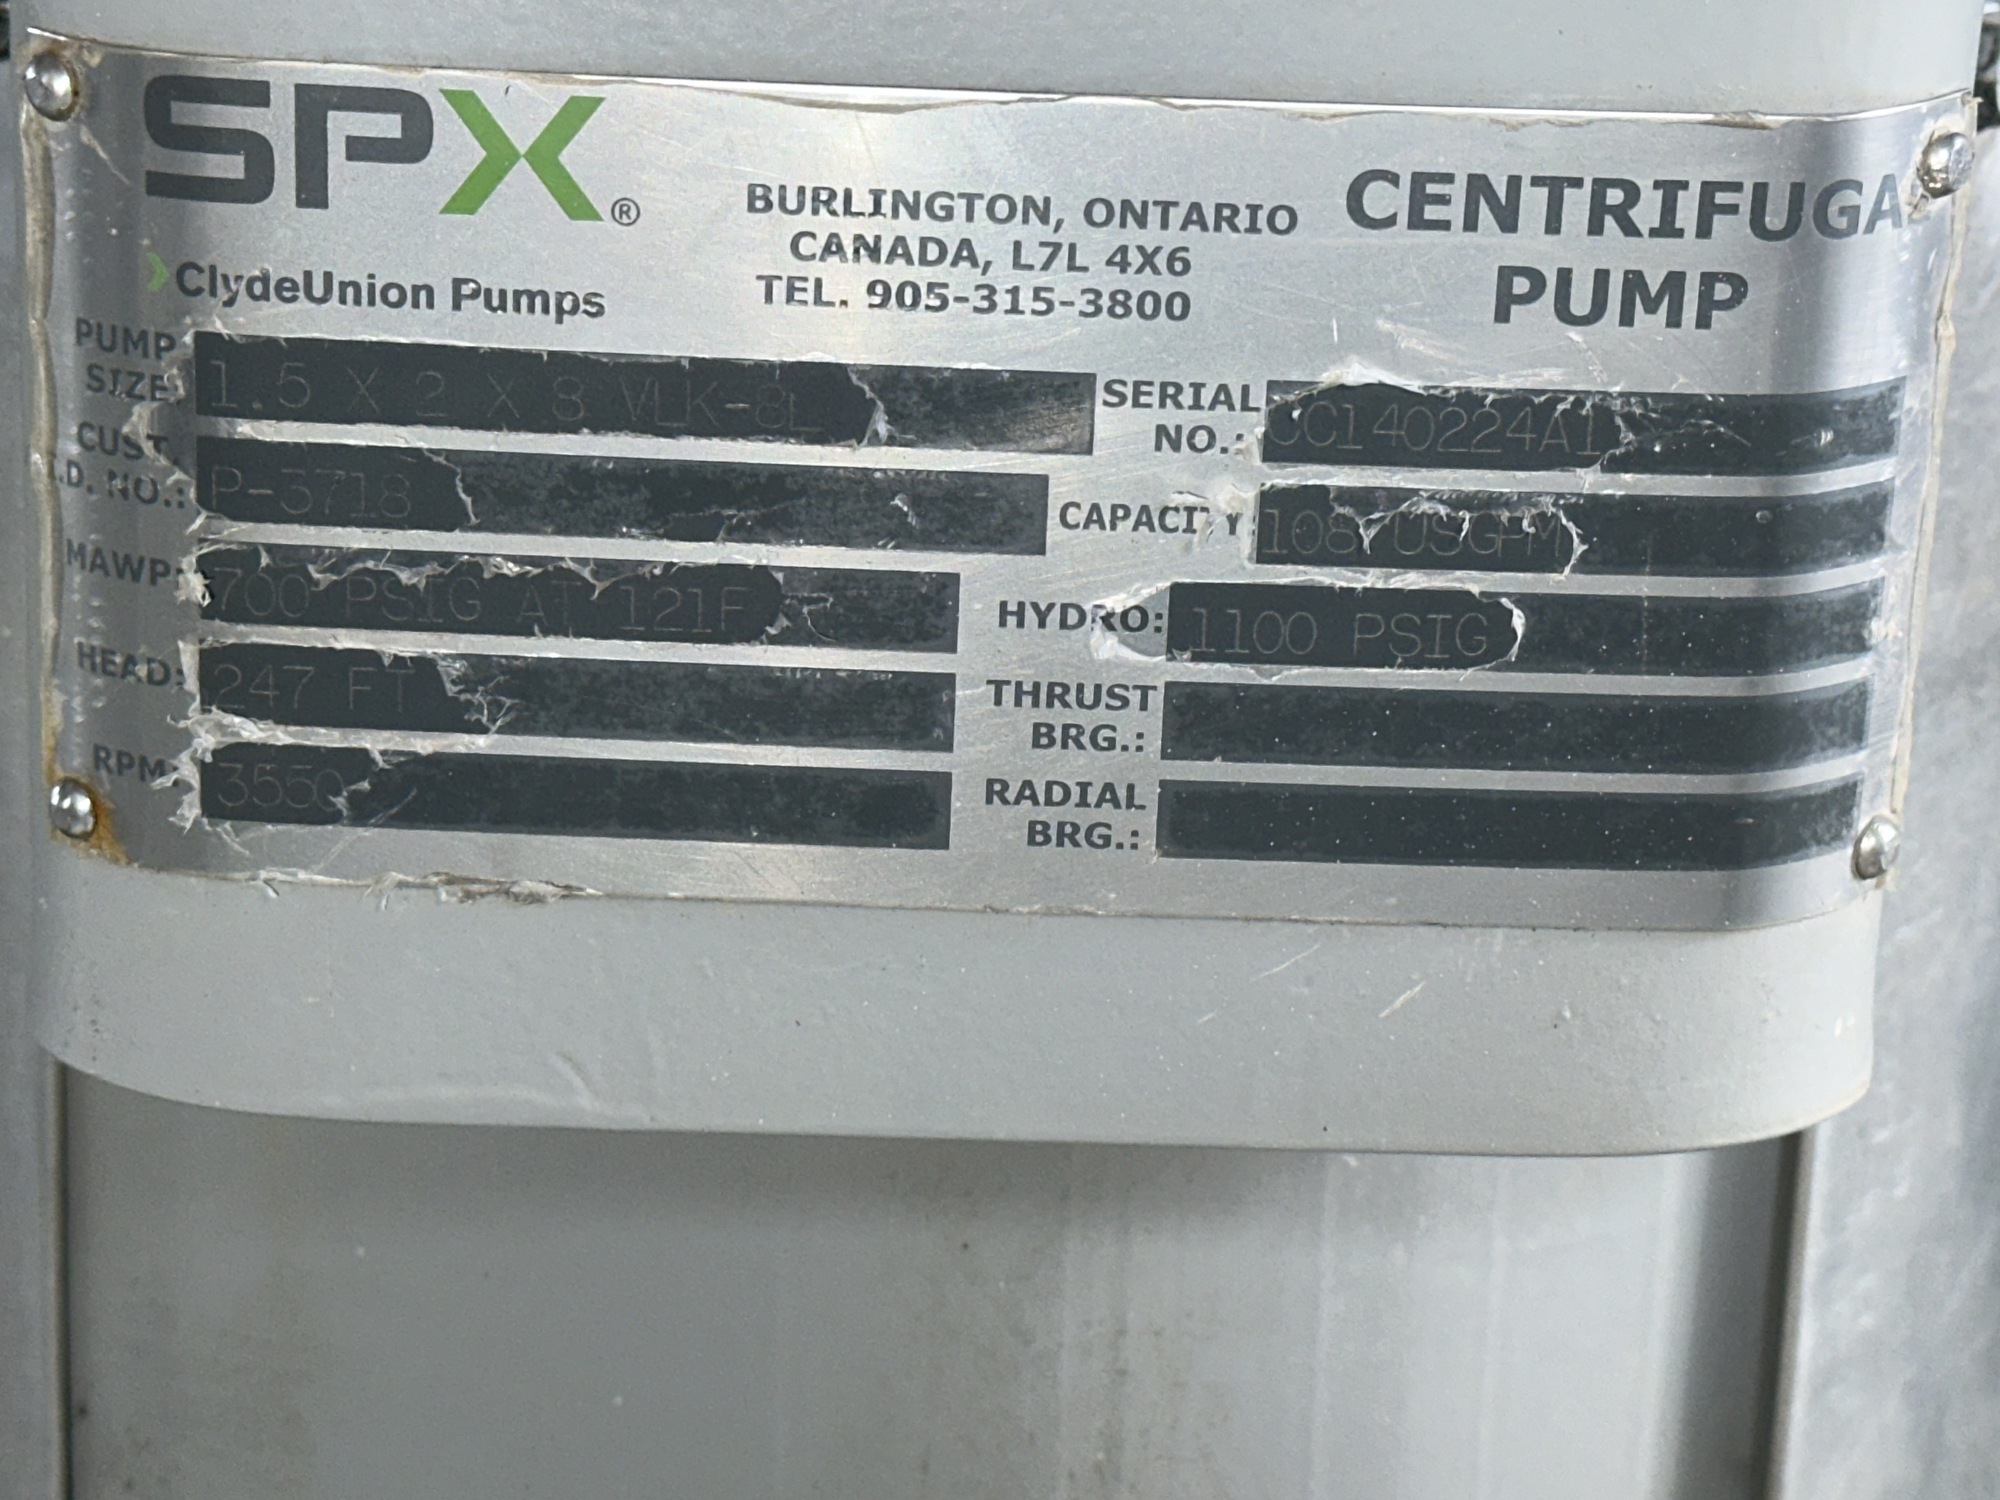 SPX®
ClydeUnion Pumps
BURLINGTON, ONTARIO
CANADA, L7L 4X6
TEL. 905-315-3800
CENTRIFUGA
PUMP
PUMP SIZE: 1.5 X 2 X 8 VLK-8L
SERIAL NO.: CC140224A1
CUST. I.D. NO.: P-3718
CAPACITY 108 USGPM
MAWP: 700 PSIG AT 121F
HYDRO: 1100 PSIG
HEAD: 247 FT
THRUST BRG.:
RPM: 3550
RADIAL BRG.: